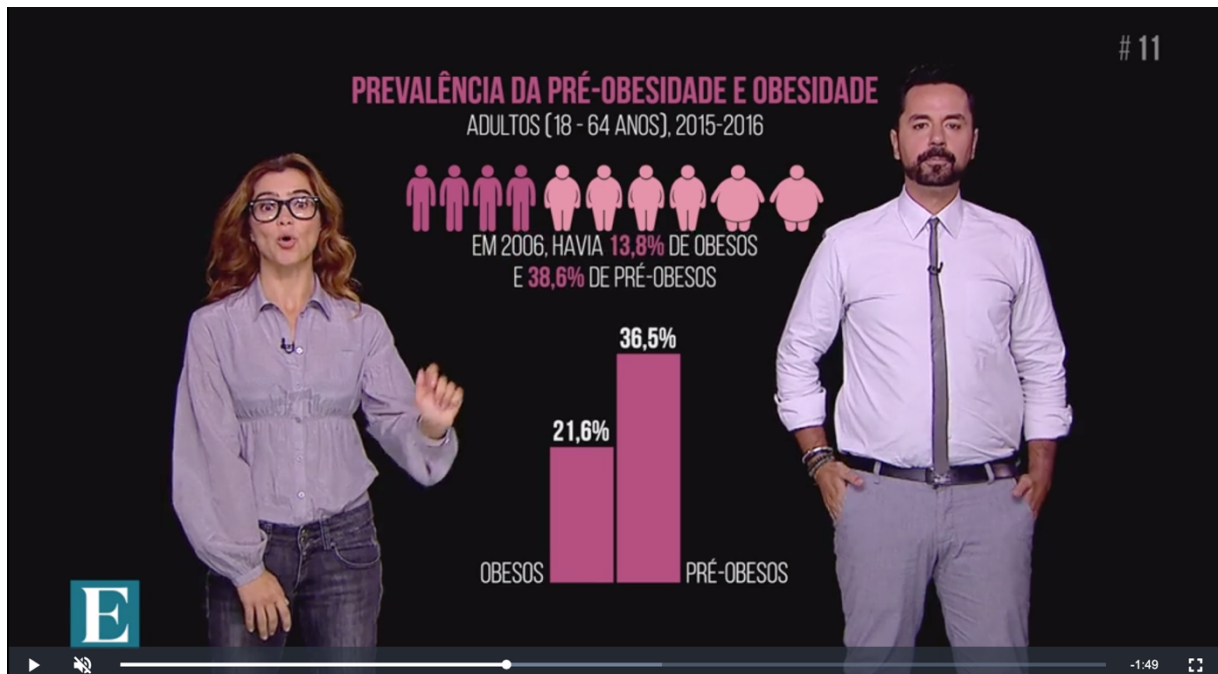 # 11
PREVALÊNCIA DA PRÉ-OBESIDADE E OBESIDADE
ADULTOS (18 - 64 ANOS), 2015-2016
EM 2006, HAVIA 13,8% DE OBESOS
E 38,6% DE PRÉ-OBESOS
36,5%
21,6%
OBESOS
PRÉ-OBESOS
E
-1:49